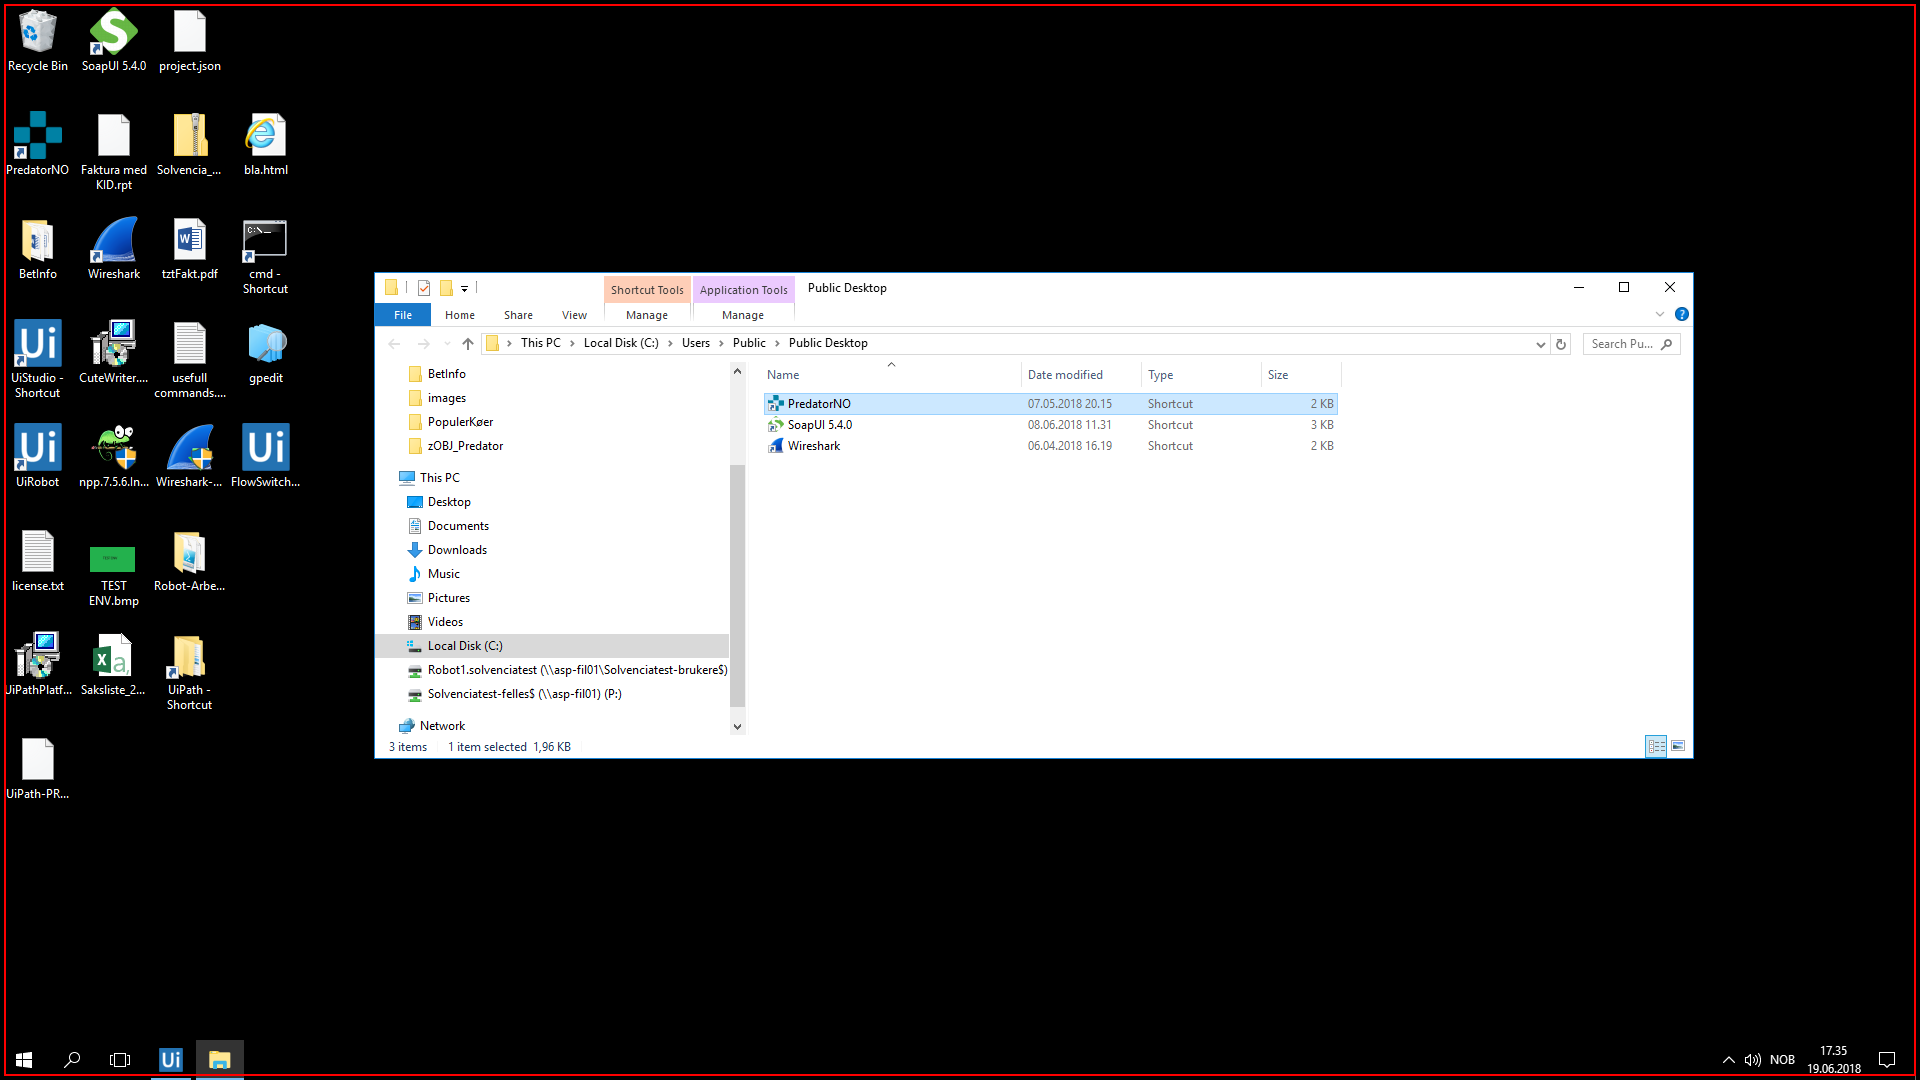 Recycle Bin
SoapUI 5.4.0
project.json
PredatorNO
Faktura med
KID.rpt
Solvencia_...
bla.html
BetInfo
Wireshark
tztFakt.pdf
cmd -
Shortcut
UiStudio -
Shortcut
CuteWriter....
usefull
commands....
gpedit
UiRobot
npp.7.5.6.In...
Wireshark-...
FlowSwitch...
license.txt
TEST
ENV.bmp
Robot-Arbe...
UiPathPlatf...
Saksliste_2...
UiPath -
Shortcut
UiPath-PR...
Shortcut Tools
Application Tools
Public Desktop
File
Home
Share
View
Manage
Manage
This PC
Local Disk (C:)
Users
Public
Public Desktop
Search Pu...
BetInfo
images
PopulerKøer
zOBJ_Predator
This PC
Desktop
Documents
Downloads
Music
Pictures
Videos
Local Disk (C:)
Robot1.solvenciatest (\\asp-fil01\Solvenciatest-brukere$)
Solvenciatest-felles$ (\\asp-fil01) (P:)
Network
Name Date modified Type Size
PredatorNO 07.05.2018 20.15 Shortcut 2 KB
SoapUI 5.4.0 08.06.2018 11.31 Shortcut 3 KB
Wireshark 06.04.2018 16.19 Shortcut 2 KB
3 items 1 item selected 1,96 KB
Ui
NOB
17.35
19.06.2018